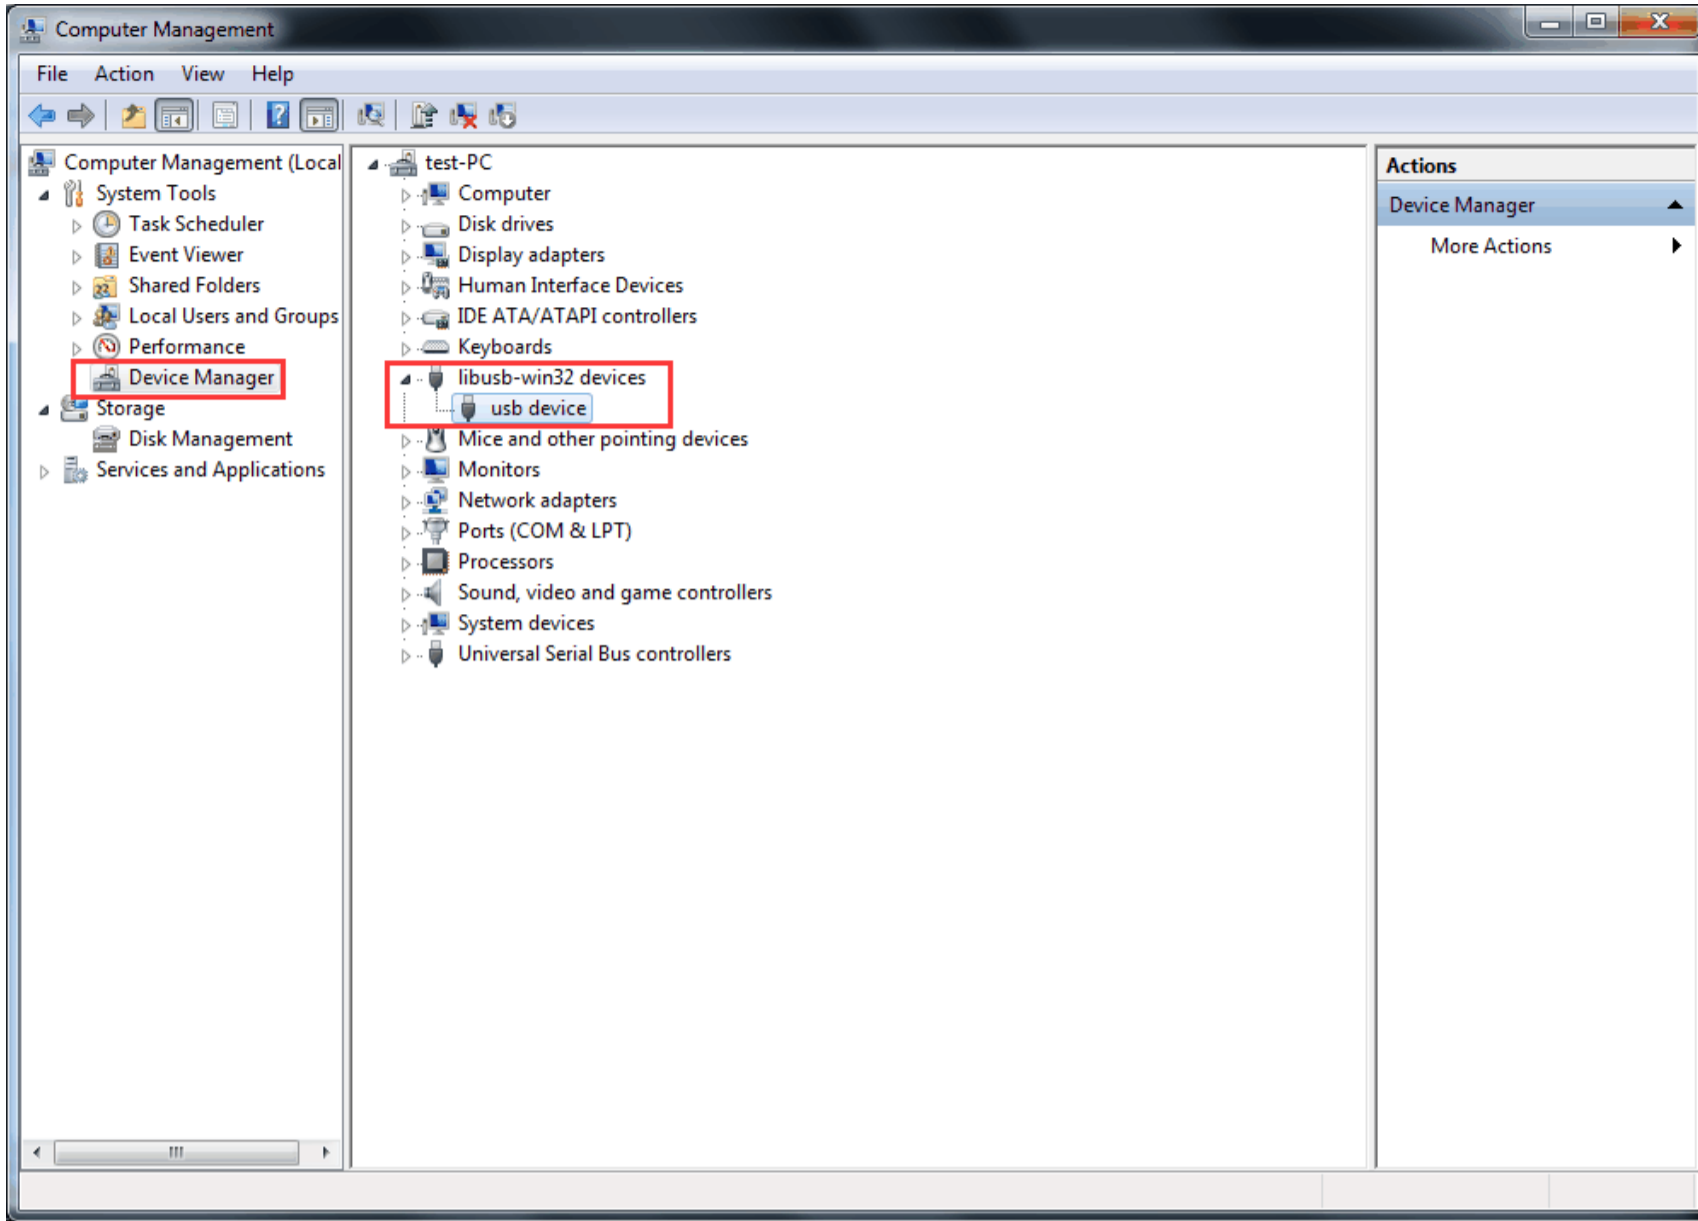 Computer Management
File Action View Help
Computer Management (Local
System Tools
Task Scheduler
Event Viewer
Shared Folders
Local Users and Groups
Performance
Device Manager
Storage
Disk Management
Services and Applications
test-PC
Computer
Disk drives
Display adapters
Human Interface Devices
IDE ATA/ATAPI controllers
Keyboards
libusb-win32 devices
usb device
Mice and other pointing devices
Monitors
Network adapters
Ports (COM & LPT)
Processors
Sound, video and game controllers
System devices
Universal Serial Bus controllers
Actions
Device Manager
More Actions